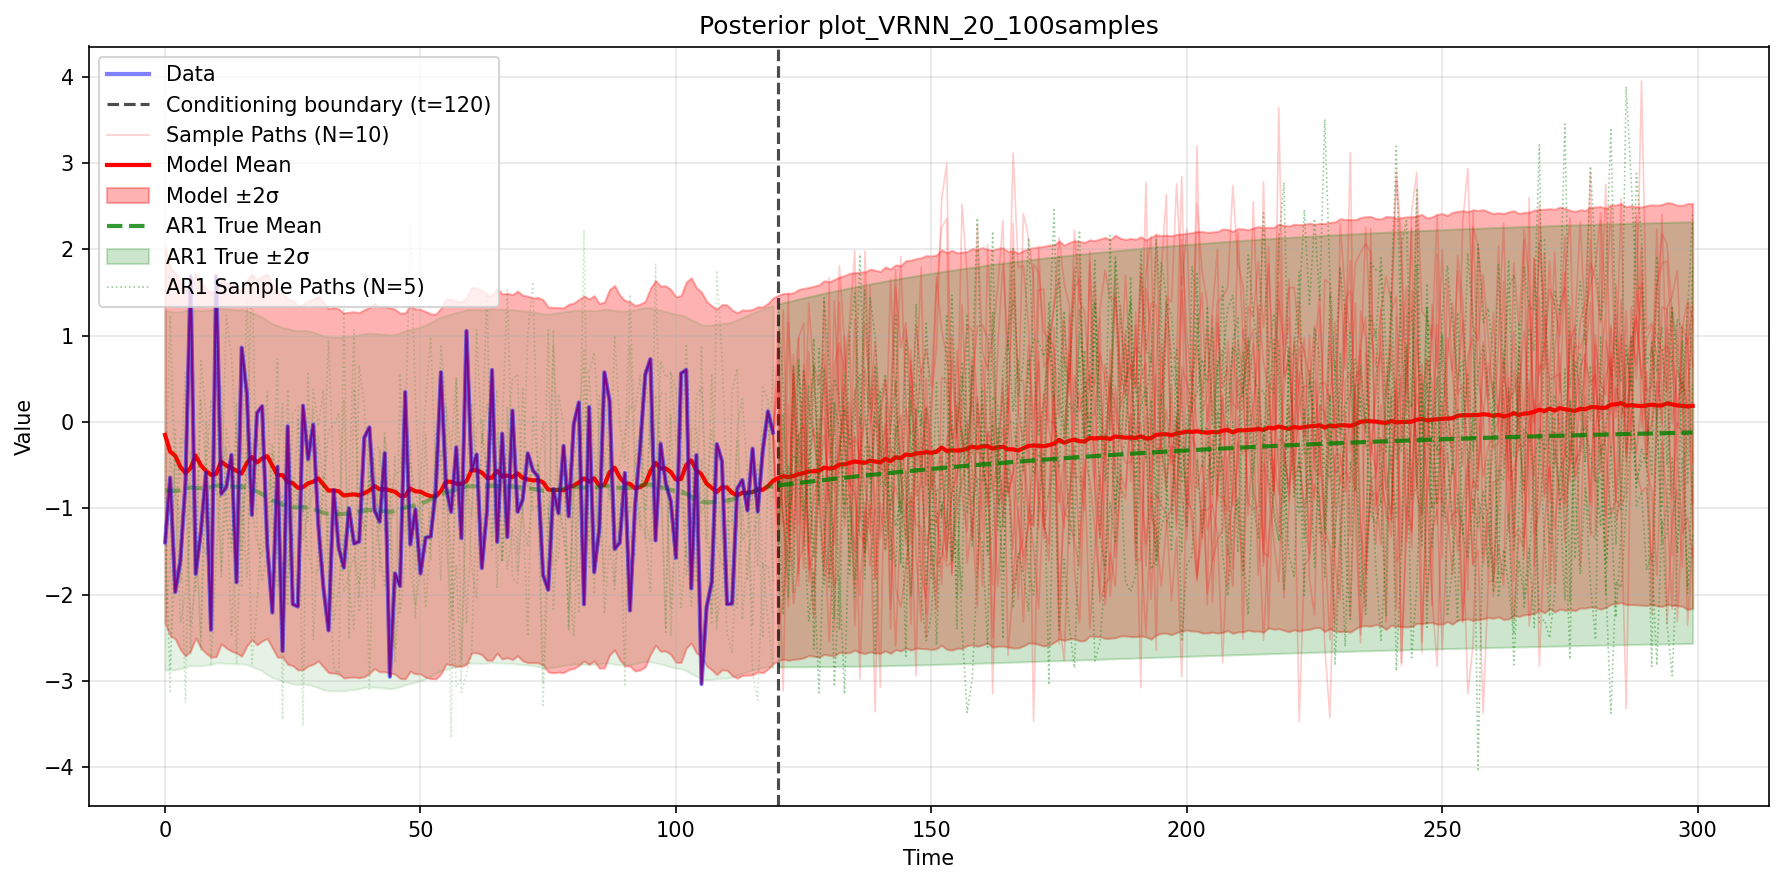 Posterior plot_VRNN_20_100samples
Data
Conditioning boundary (t=120)
Sample Paths (N=10)
Model Mean
Model ±2σ
AR1 True Mean
AR1 True ±2σ
AR1 Sample Paths (N=5)
Value
4
3
2
1
0
−1
−2
−3
−4
0 50 100 150 200 250 300
Time